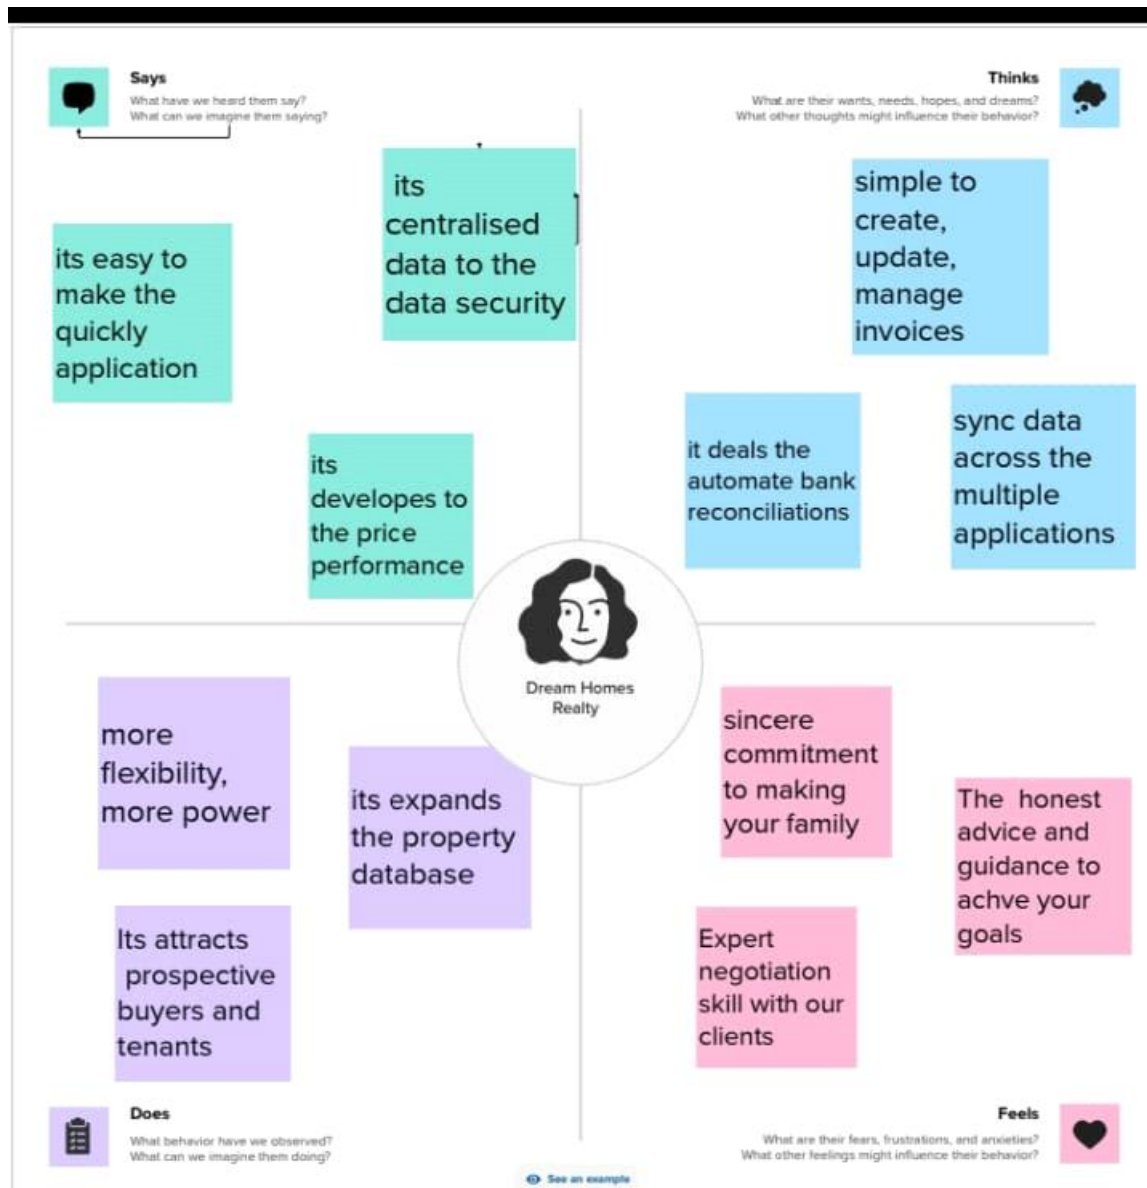 Says
What have we heard them say?
What can we imagine them saying?
its
centralised
data to the
data security
its easy to
make the
quickly
application
its
developes to
the price
performance
Thinks
What are their wants, needs, hopes, and dreams?
What other thoughts might influence their behavior?
simple to
create,
update,
manage
invoices
it deals the
automate bank
reconciliations
sync data
across the
multiple
applications
Dream Homes
Realty
more
flexibility,
more power
its expands
the property
database
Its attracts
prospective
buyers and
tenants
Does
What behavior have we observed?
What can we imagine them doing?
sincere
commitment
to making
your family
The honest
advice and
guidance to
achve your
goals
Expert
negotiation
skill with our
clients
Feels
What are their fears, frustrations, and anxieties?
What other feelings might influence their behavior?
See an example